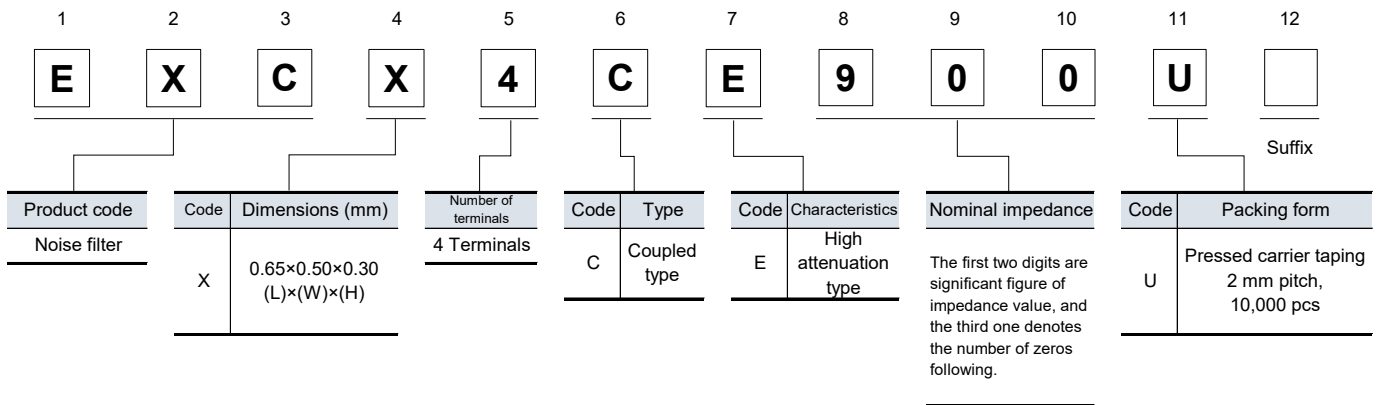 1 2 3 4 5 6 7 8 9 10 11 12
E X C X 4 C E 9 0 0 U
Suffix
Product code
Noise filter
Code Dimensions (mm)
X 0.65×0.50×0.30
(L)×(W)×(H)
Number of
terminals
4 Terminals
Code Type
C Coupled
type
Code Characteristics
E High
attenuation
type
Nominal impedance
The first two digits are
significant figure of
impedance value, and
the third one denotes
the number of zeros
following.
Code Packing form
U Pressed carrier taping
2 mm pitch,
10,000 pcs